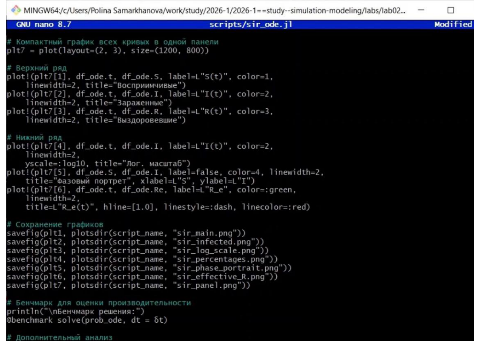 MINGW64:/c/Users/Polina Samarkhanova/work/study/2026-1/2026-1==study--simulation-modeling/labs/lab02...
GNU nano 8.7 scripts/sir_ode.jl Modified
# Компактный график всех кривых в одной панели
plt7 = plot(layout=(2, 3), size=(1200, 800))
# Верхний ряд
plot!(plt7[1], df_ode.t, df_ode.S, label=L"S(t)", color=1,
linewidth=2, title="Восприимчивые")
plot!(plt7[2], df_ode.t, df_ode.I, label=L"I(t)", color=2,
linewidth=2, title="Зараженные")
plot!(plt7[3], df_ode.t, df_ode.R, label=L"R(t)", color=3,
linewidth=2, title="Выздоровевшие")
# Нижний ряд
plot!(plt7[4], df_ode.t, df_ode.I, label=L"I(t)", color=2,
linewidth=2,
yscale=:log10, title="Лог. масштаб")
plot!(plt7[5], df_ode.S, df_ode.I, label=false, color=4, linewidth=2,
title="Фазовый портрет", xlabel=L"S", ylabel=L"I")
plot!(plt7[6], df_ode.t, df_ode.Re, label=L"R_e", color=:green,
linewidth=2,
title=L"R_e(t)", hline=[1.0], linestyle=:dash, linecolor=:red)
# Сохранение графиков
savefig(plt1, plotsdir(script_name, "sir_main.png"))
savefig(plt2, plotsdir(script_name, "sir_infected.png"))
savefig(plt3, plotsdir(script_name, "sir_log_scale.png"))
savefig(plt4, plotsdir(script_name, "sir_percentages.png"))
savefig(plt5, plotsdir(script_name, "sir_phase_portrait.png"))
savefig(plt6, plotsdir(script_name, "sir_effective_R.png"))
savefig(plt7, plotsdir(script_name, "sir_panel.png"))
# Бенчмарк для оценки производительности
println("\nБенчмарк решения:")
@benchmark solve(prob_ode, dt = δt)
# Дополнительный анализ